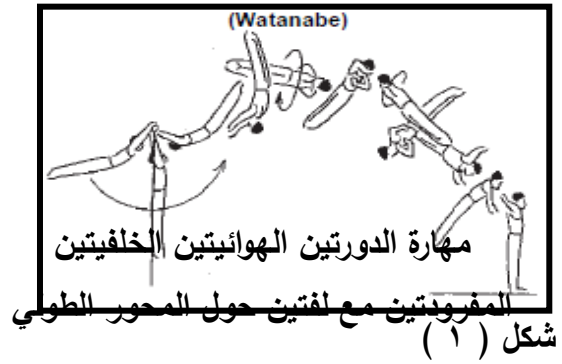 (Watanabe)
مهارة الدورتين الهوائيتين الخلفيتين
المفرودتين مع لفتين حول المحور الطولي
شكل ( ١ )